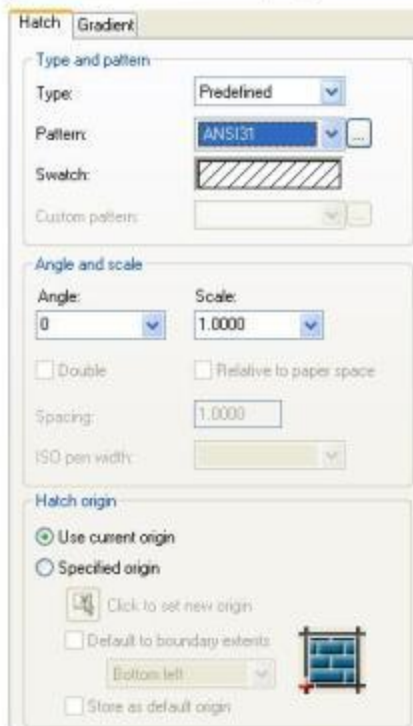 Hatch Gradient
Type and pattern
Type: Predefined
Pattern: ANSI31 ...
Swatch:
Custom pattern: ...
Angle and scale
Angle: Scale:
0 1.0000
Double Relative to paper space
Spacing: 1.0000
ISO pen width:
Hatch origin
Use current origin
Specified origin
Click to set new origin
Default to boundary extents
Bottom left
Store as default origin